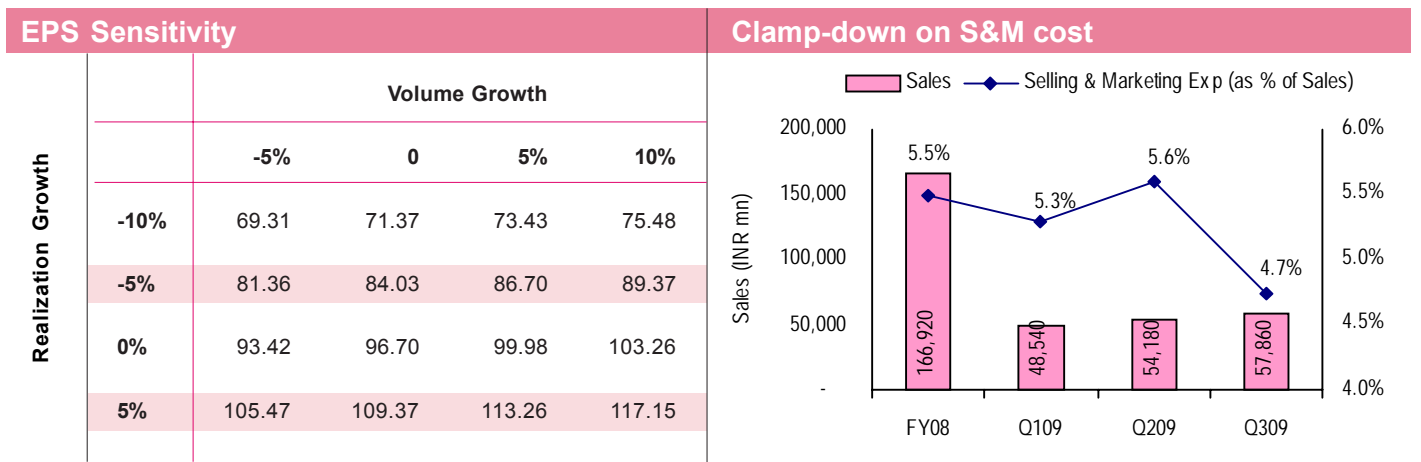 EPS Sensitivity
Volume Growth
-5% 0 5% 10%
Realization Growth
-10% 69.31 71.37 73.43 75.48
-5% 81.36 84.03 86.70 89.37
0% 93.42 96.70 99.98 103.26
5% 105.47 109.37 113.26 117.15
Clamp-down on S&M cost
Sales Selling & Marketing Exp (as % of Sales)
Sales (INR mn)
200,000
150,000
100,000
50,000
-
6.0%
5.5%
5.0%
4.5%
4.0%
5.5%
5.3%
5.6%
4.7%
166,920
48,540
54,180
57,860
FY08 Q109 Q209 Q309